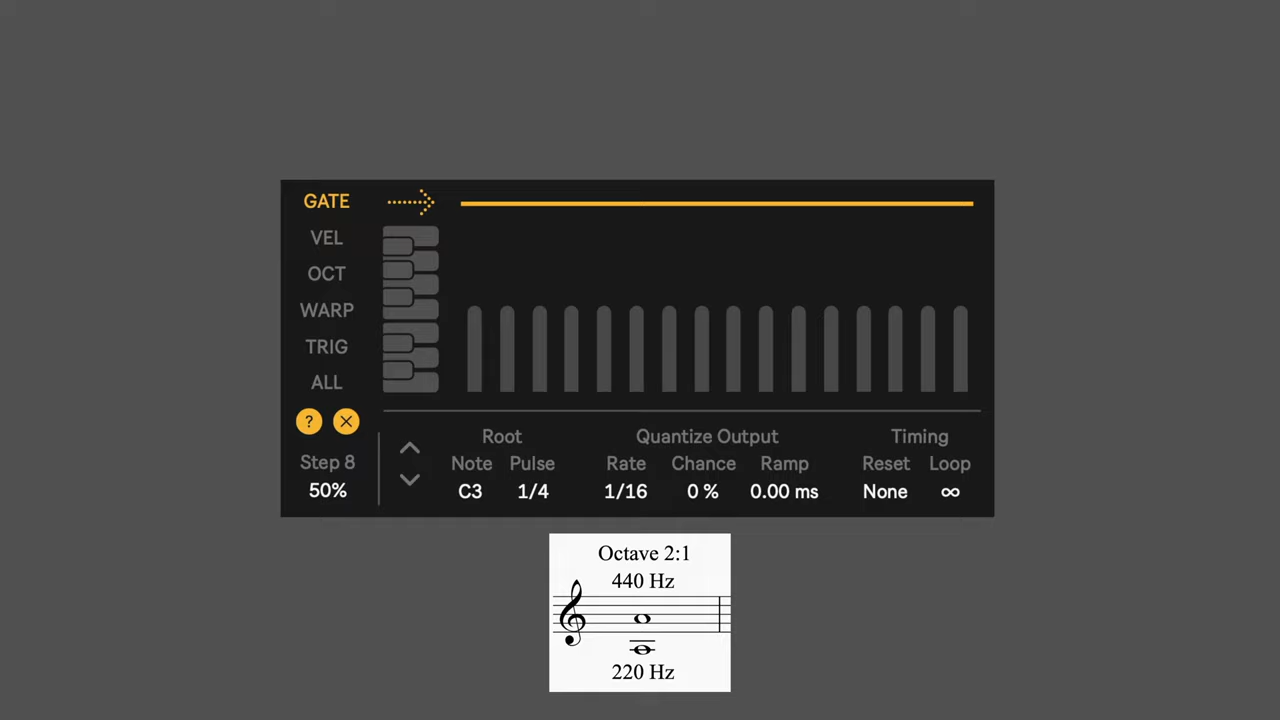 GATE
VEL
OCT
WARP
TRIG
ALL
? ×
Step 8
50%
Root Quantize Output Timing
Note Pulse Rate Chance Ramp Reset Loop
C3 1/4 1/16 0 % 0.00 ms None ∞
Octave 2:1
440 Hz
220 Hz